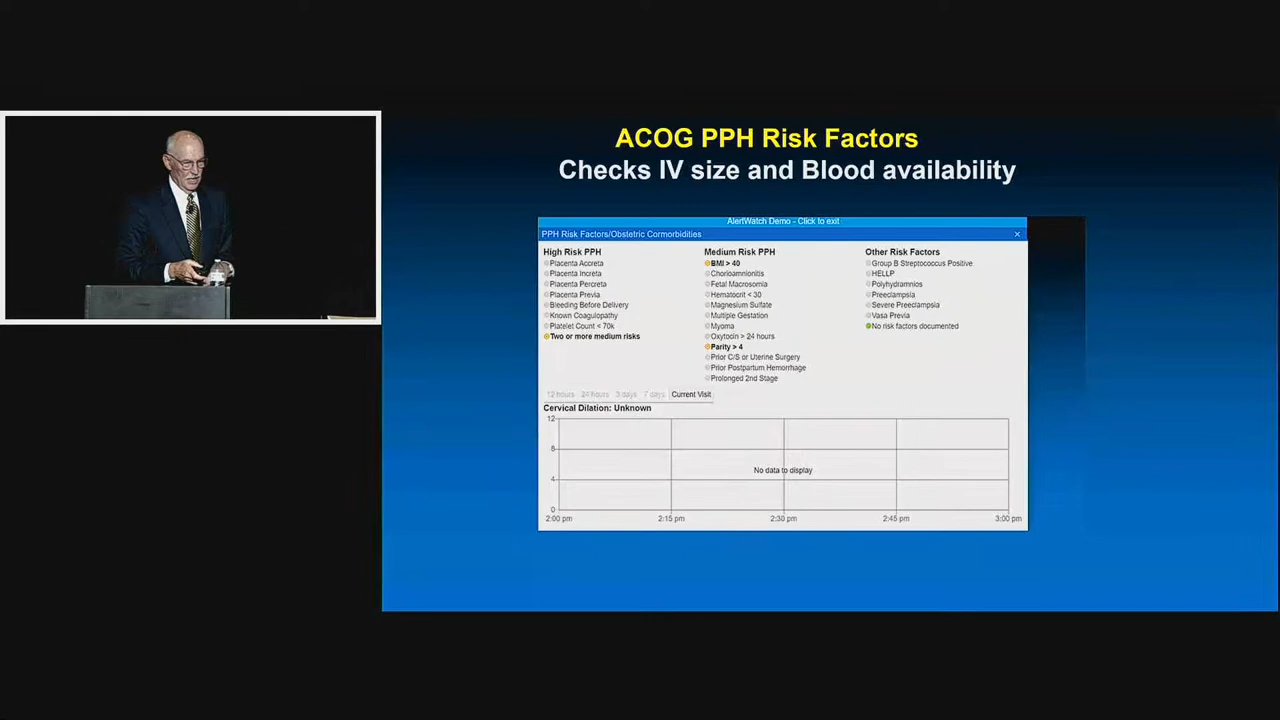 ACOG PPH Risk Factors
Checks IV size and Blood availability
AlertWatch Demo - Click to exit
PPH Risk Factors/Obstetric Cormorbidities
×
High Risk PPH
Placenta Accreta
Placenta Increta
Placenta Percreta
Placenta Previa
Bleeding Before Delivery
Known Coagulopathy
Platelet Count < 70k
Two or more medium risks
Medium Risk PPH
BMI > 40
Chorioamnionitis
Fetal Macrosomia
Hematocrit < 30
Magnesium Sulfate
Multiple Gestation
Myoma
Oxytocin > 24 hours
Parity > 4
Prior C/S or Uterine Surgery
Prior Postpartum Hemorrhage
Prolonged 2nd Stage
Other Risk Factors
Group B Streptococcus Positive
HELLP
Polyhydramnios
Preeclampsia
Severe Preeclampsia
Vasa Previa
No risk factors documented
12 hours 24 hours 3 days 7 days Current Visit
Cervical Dilation: Unknown
12
8
4
0
No data to display
2:00 pm 2:15 pm 2:30 pm 2:45 pm 3:00 pm